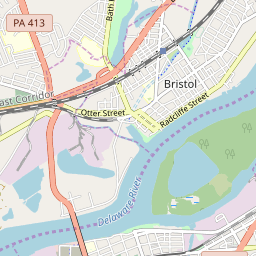 PA 413
Bath
Bristol
ast Corridor
Otter Street
Radcliffe Street
Delaware River